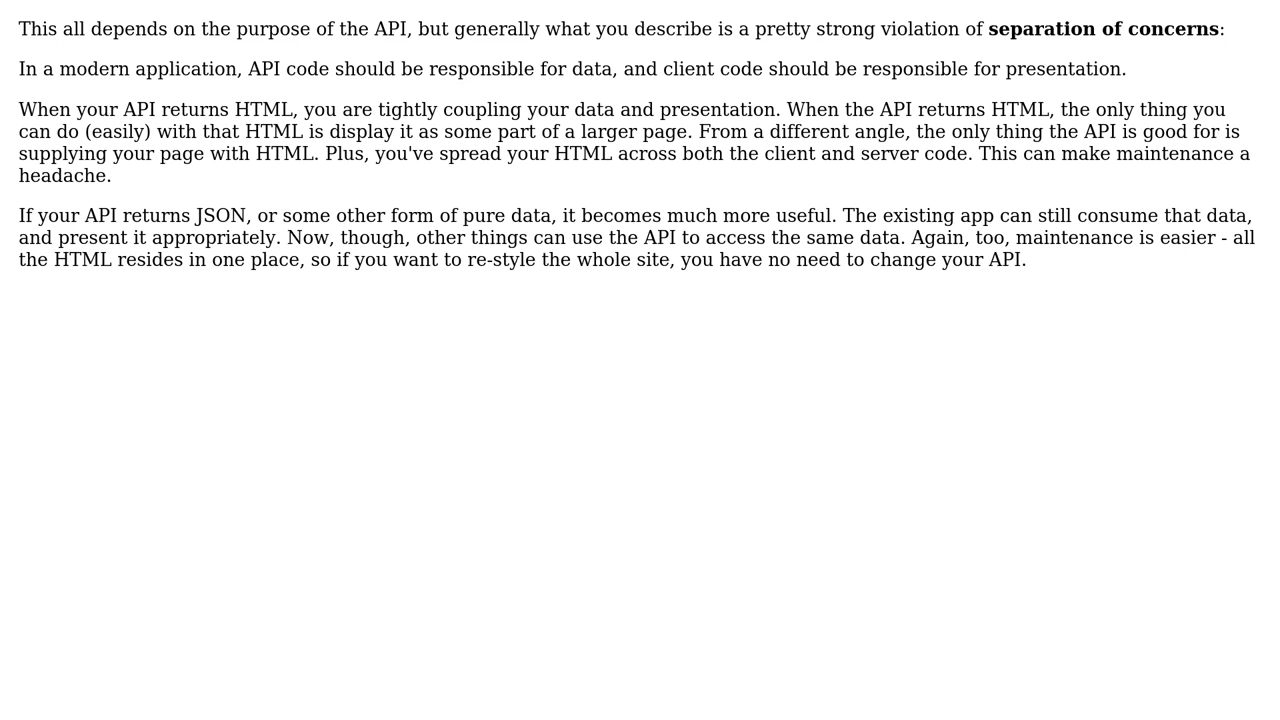 This all depends on the purpose of the API, but generally what you describe is a pretty strong violation of separation of concerns:
In a modern application, API code should be responsible for data, and client code should be responsible for presentation.
When your API returns HTML, you are tightly coupling your data and presentation. When the API returns HTML, the only thing you
can do (easily) with that HTML is display it as some part of a larger page. From a different angle, the only thing the API is good for is
supplying your page with HTML. Plus, you've spread your HTML across both the client and server code. This can make maintenance a
headache.
If your API returns JSON, or some other form of pure data, it becomes much more useful. The existing app can still consume that data,
and present it appropriately. Now, though, other things can use the API to access the same data. Again, too, maintenance is easier - all
the HTML resides in one place, so if you want to re-style the whole site, you have no need to change your API.